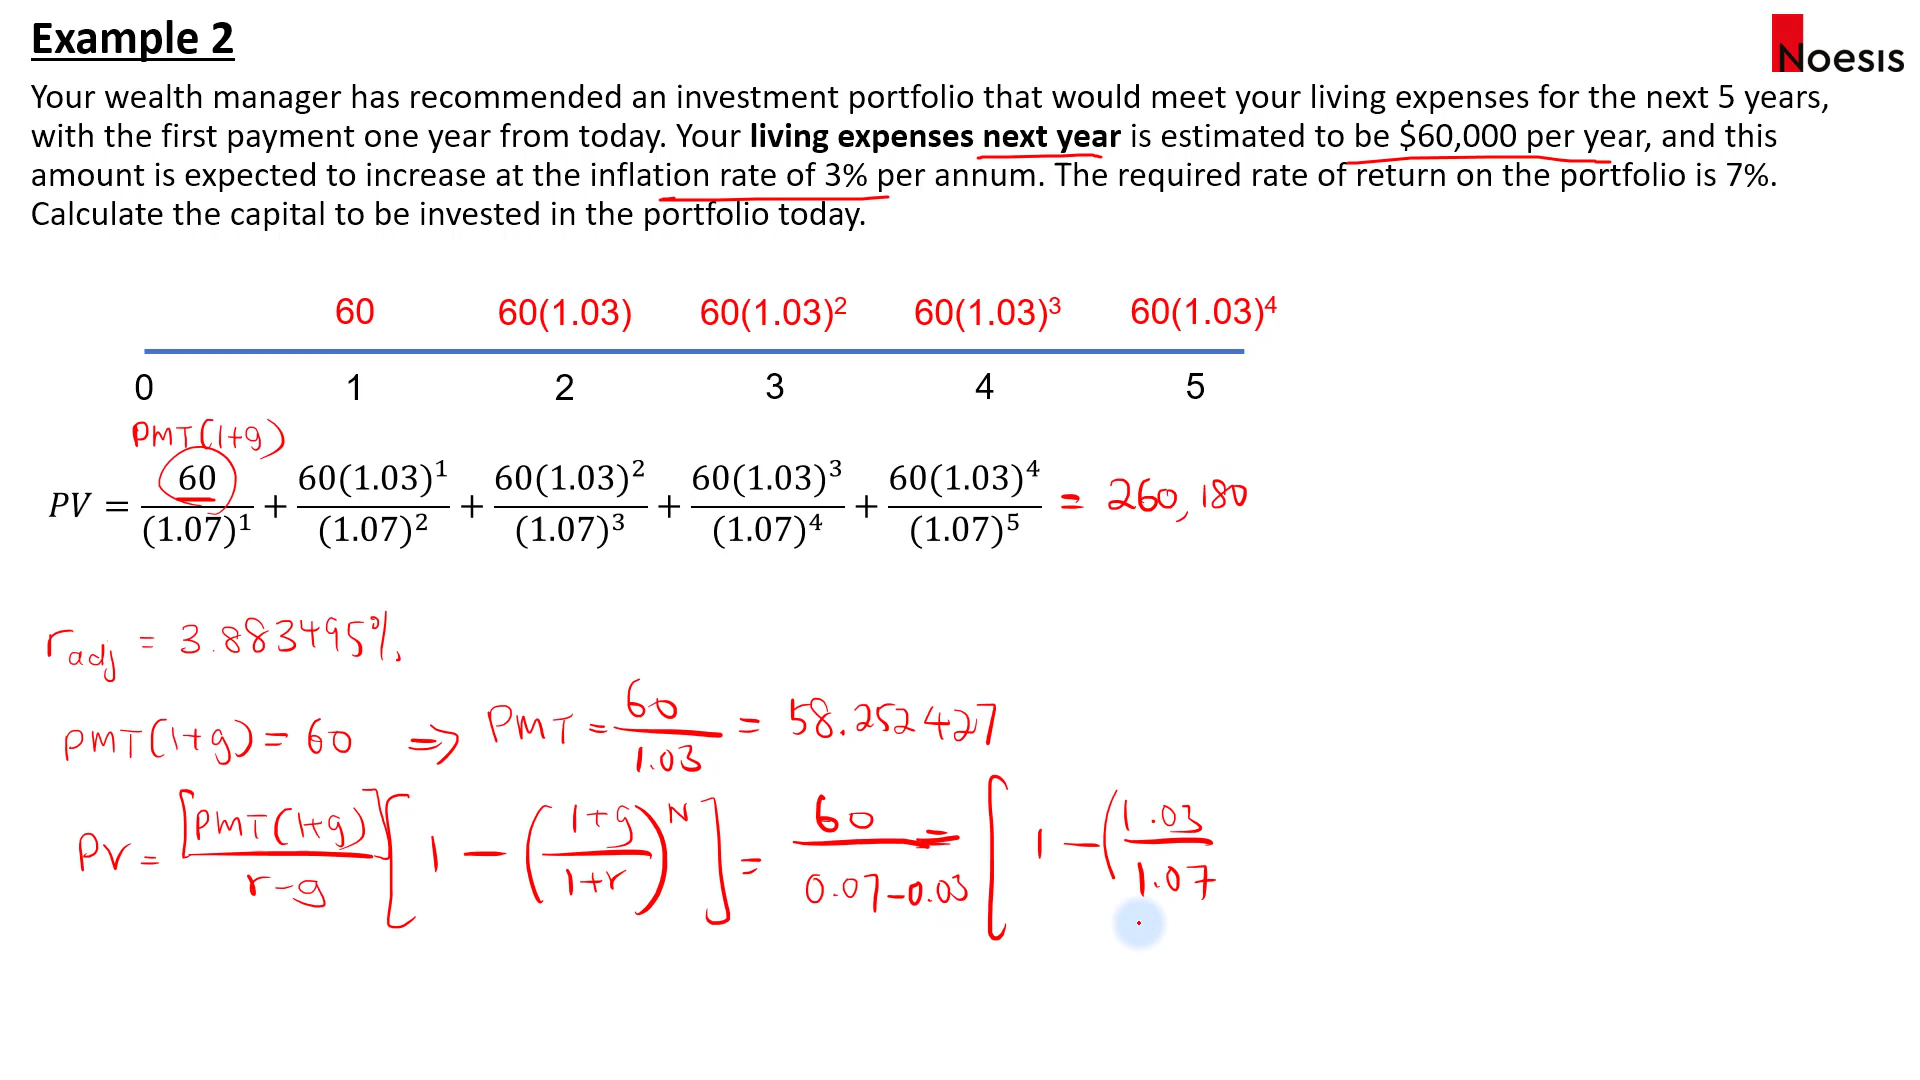 Example 2
Noesis
Your wealth manager has recommended an investment portfolio that would meet your living expenses for the next 5 years,
with the first payment one year from today. Your living expenses next year is estimated to be $60,000 per year, and this
amount is expected to increase at the inflation rate of 3% per annum. The required rate of return on the portfolio is 7%.
Calculate the capital to be invested in the portfolio today.
60 60(1.03) 60(1.03)² 60(1.03)³ 60(1.03)⁴
0 1 2 3 4 5
PMT(1+g)
PV = 60/(1.07)¹ + 60(1.03)¹/(1.07)² + 60(1.03)²/(1.07)³ + 60(1.03)³/(1.07)⁴ + 60(1.03)⁴/(1.07)⁵ = 260,180
r_adj = 3.883495%
PMT(1+g) = 60 ⇒ PMT = 60/1.03 = 58.252427
PV = [PMT(1+g)]/(r-g) [1 - ((1+g)/(1+r))^N] = 60/(0.07-0.03) [1 - (1.03/1.07